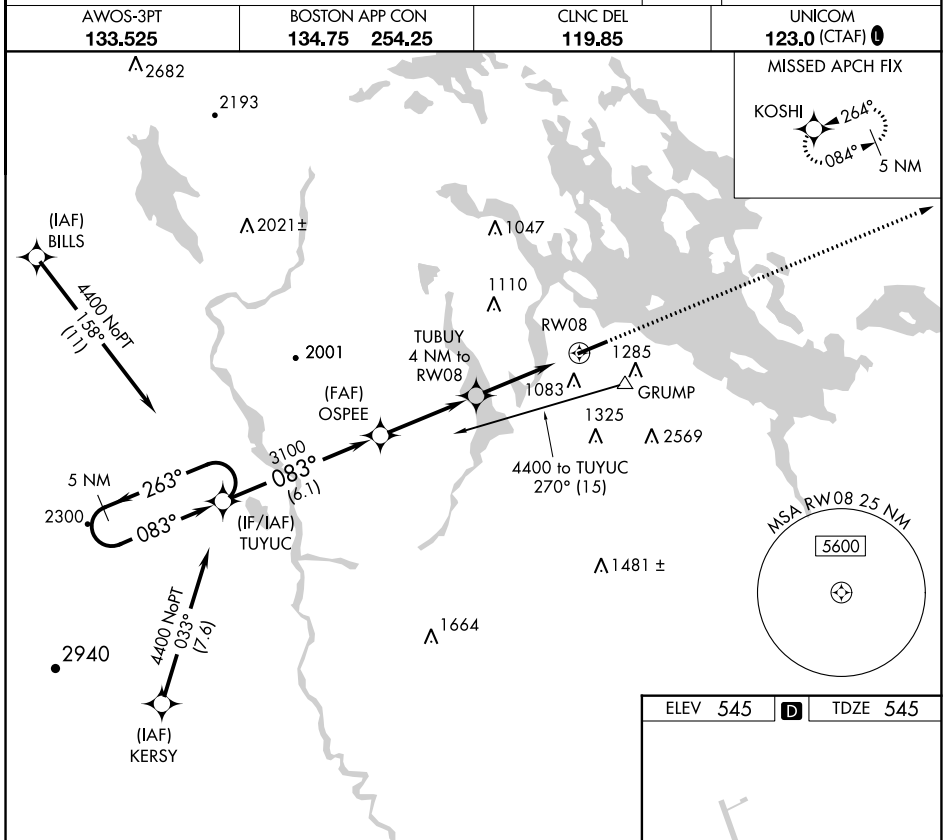 AWOS-3PT
133.525
BOSTON APP CON
134.75 254.25
CLNC DEL
119.85
UNICOM
123.0 (CTAF) L
MISSED APCH FIX
KOSHI
264°
084°
5 NM
2682
2193
2021±
1047
(IAF)
BILLS
4400 NoPT
158°
(11)
1110
RW08
TUBUY
4 NM to
RW08
2001
1285
1083
GRUMP
(FAF)
OSPEE
1325
2569
3100
083°
(6.1)
4400 to TUYUC
270° (15)
5 NM
263°
2300
083°
(IF/IAF)
TUYUC
MSA RW08 25 NM
5600
1481 ±
4400 NoPT
033°
(7.6)
1664
2940
(IAF)
KERSY
ELEV 545 D TDZE 545